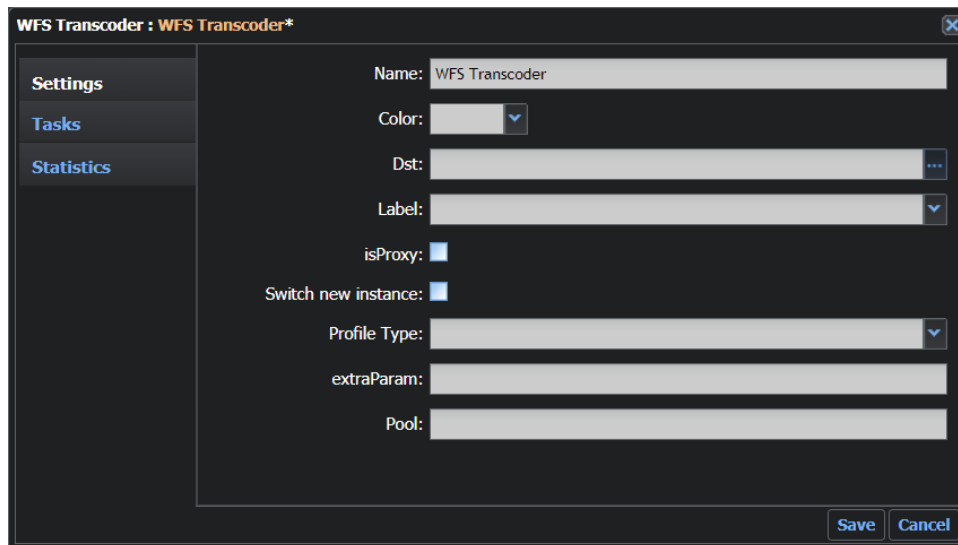 WFS Transcoder : WFS Transcoder*
Settings
Tasks
Statistics
Name: WFS Transcoder
Color:
Dst: ...
Label:
isProxy:
Switch new instance:
Profile Type:
extraParam:
Pool:
Save Cancel